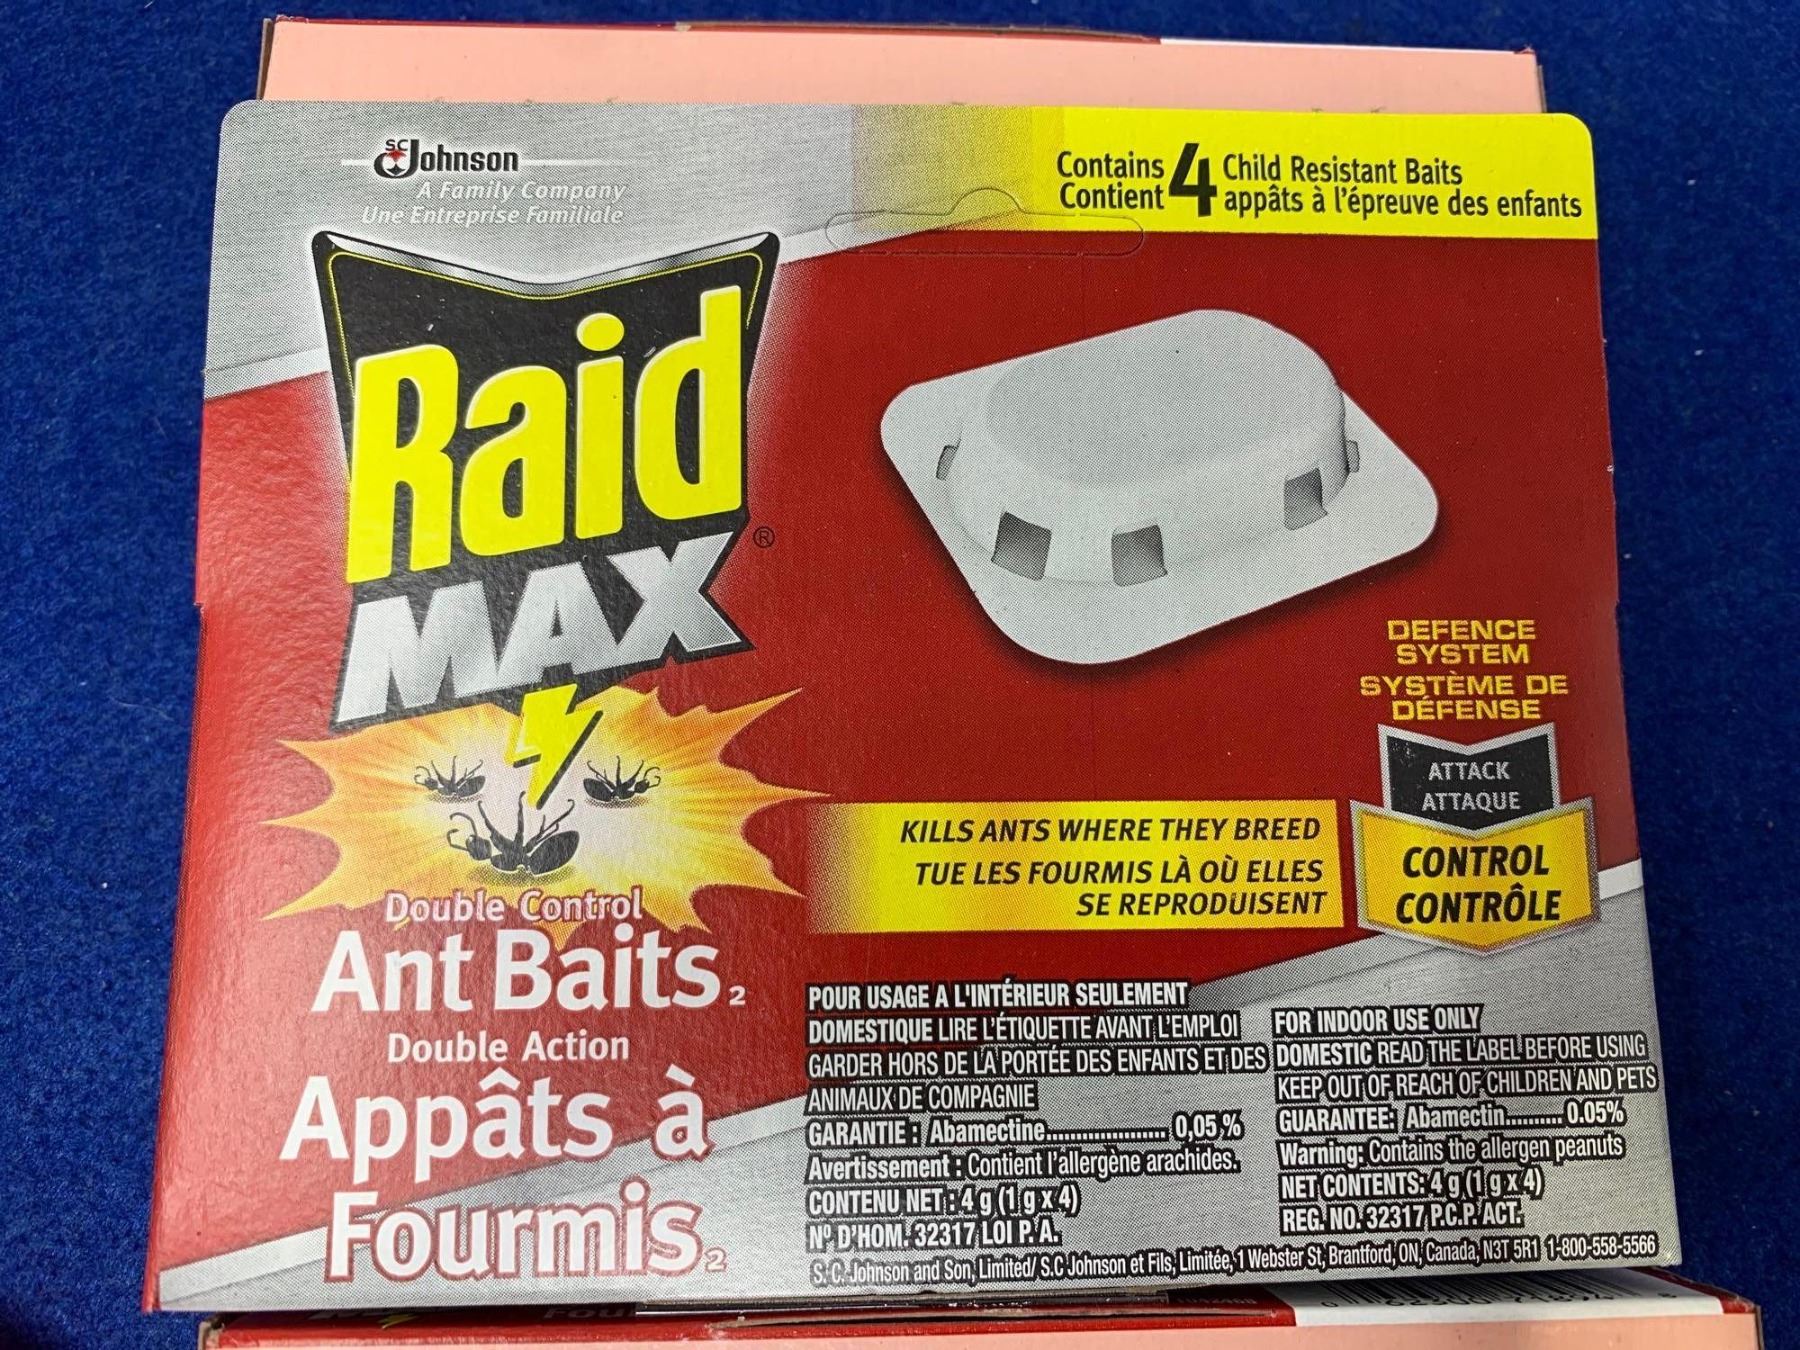 SC Johnson
A Family Company
Une Entreprise Familiale
Contains 4 Child Resistant Baits
Contient appâts à l'épreuve des enfants
Raid
MAX ®
DEFENCE
SYSTEM
SYSTÈME DE
DÉFENSE
ATTACK
ATTAQUE
CONTROL
CONTRÔLE
KILLS ANTS WHERE THEY BREED
TUE LES FOURMIS LÀ OÙ ELLES
SE REPRODUISENT
Double Control
Ant Baits2
Double Action
Appâts à
Fourmis2
POUR USAGE A L'INTÉRIEUR SEULEMENT
DOMESTIQUE LIRE L'ÉTIQUETTE AVANT L'EMPLOI
GARDER HORS DE LA PORTÉE DES ENFANTS ET DES
ANIMAUX DE COMPAGNIE
GARANTIE : Abamectine.................... 0,05 %
Avertissement : Contient l'allergène arachides.
CONTENU NET : 4 g (1 g x 4)
Nº D'HOM. 32317 LOI P. A.
FOR INDOOR USE ONLY
DOMESTIC READ THE LABEL BEFORE USING
KEEP OUT OF REACH OF CHILDREN AND PETS
GUARANTEE: Abamectin.......... 0.05%
Warning: Contains the allergen peanuts
NET CONTENTS: 4 g (1 g x 4)
REG. NO. 32317 P.C.P. ACT.
S. C. Johnson and Son, Limited/ S.C Johnson et Fils, Limitée, 1 Webster St, Brantford, ON, Canada, N3T 5R1 1-800-558-5566